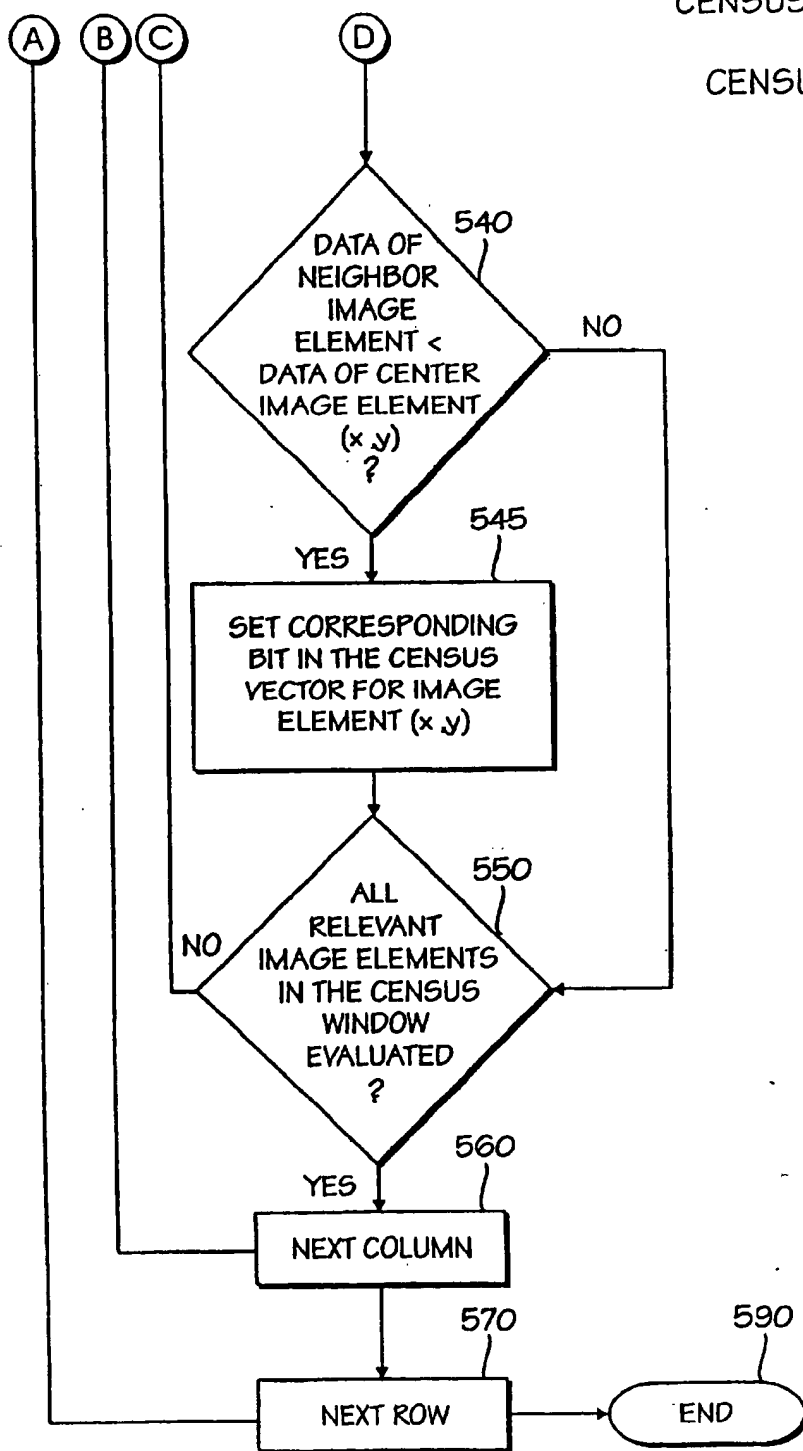 CENSUS
A B C D
CENSU
540
DATA OF
NEIGHBOR
IMAGE
ELEMENT <
DATA OF CENTER
IMAGE ELEMENT
(x,y)
?
NO
YES
545
SET CORRESPONDING
BIT IN THE CENSUS
VECTOR FOR IMAGE
ELEMENT (x,y)
550
ALL
RELEVANT
IMAGE ELEMENTS
IN THE CENSUS
WINDOW
EVALUATED
?
NO
YES
560
NEXT COLUMN
570
NEXT ROW
590
END